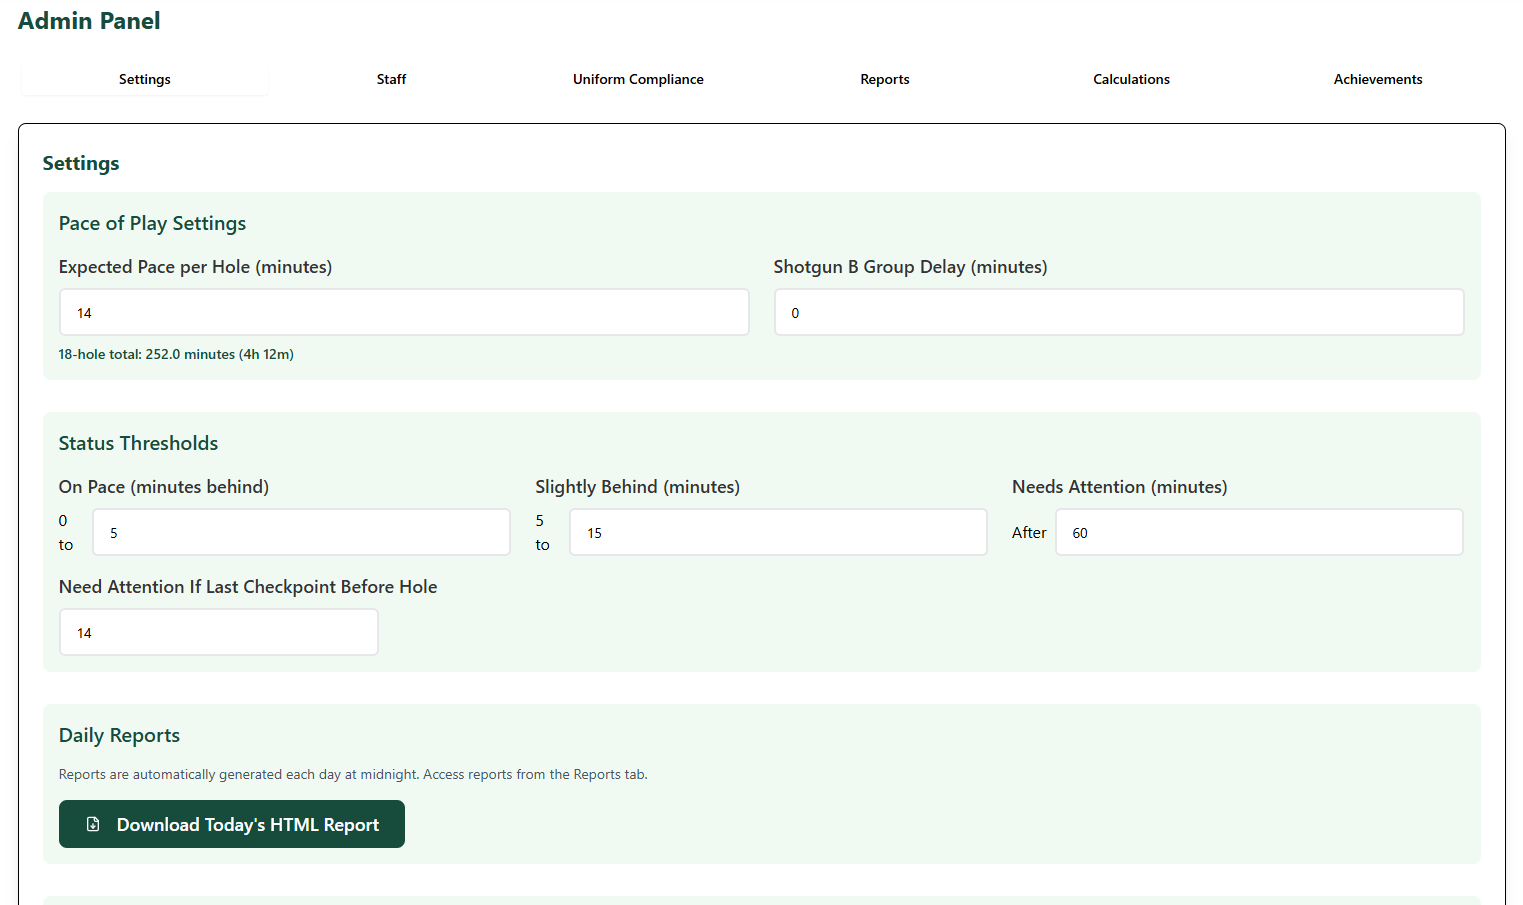 Admin Panel
Settings
Staff
Uniform Compliance
Reports
Calculations
Achievements
Settings
Pace of Play Settings
Expected Pace per Hole (minutes)
14
18-hole total: 252.0 minutes (4h 12m)
Shotgun B Group Delay (minutes)
0
Status Thresholds
On Pace (minutes behind)
0
to
5
Slightly Behind (minutes)
5
to
15
Needs Attention (minutes)
After
60
Need Attention If Last Checkpoint Before Hole
14
Daily Reports
Reports are automatically generated each day at midnight. Access reports from the Reports tab.
Download Today's HTML Report